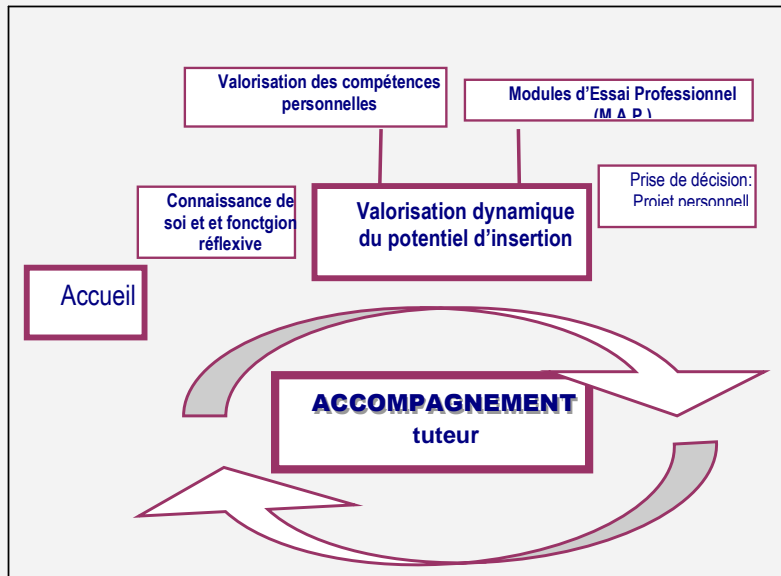 Valorisation des compétences
personnelles
Modules d'Essai Professionnel
(M.A.P.)
Prise de décision:
Projet personnell
Connaissance de
soi et et fonctgion
réflexive
Valorisation dynamique
du potentiel d'insertion
Accueil
ACCOMPAGNEMENT
tuteur